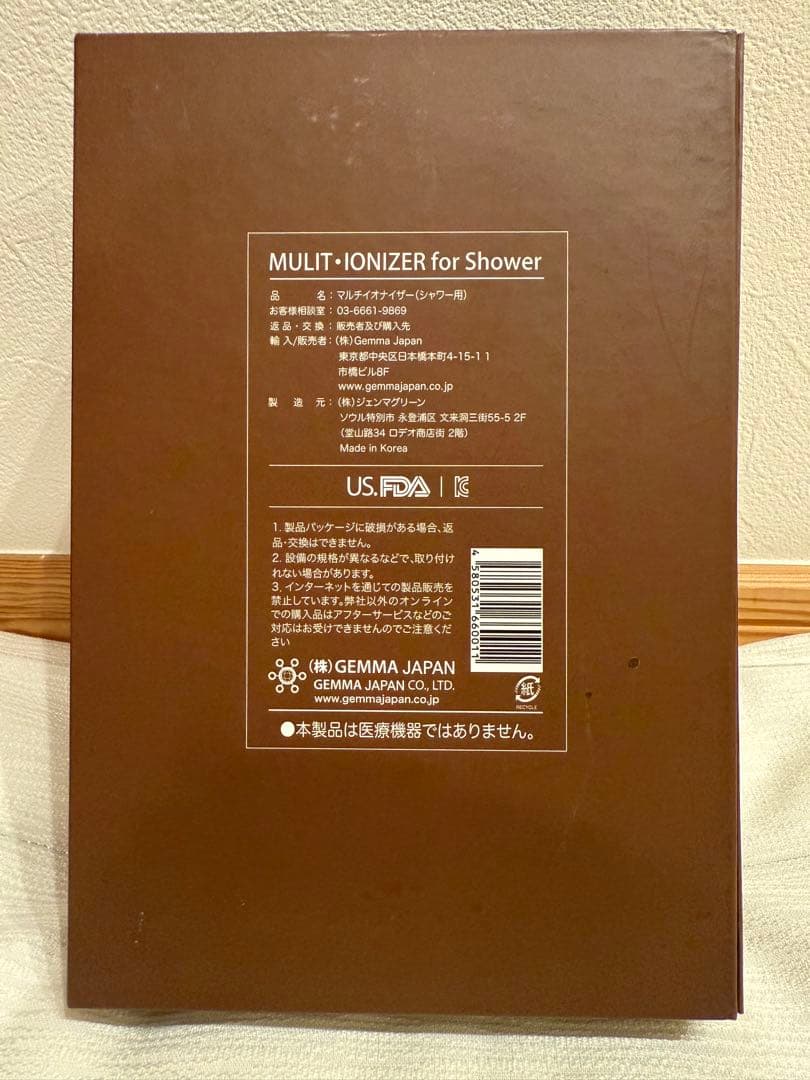 MULIT・IONIZER for Shower
品 名：マルチイオナイザー（シャワー用）
お客様相談室：03-6661-9869
返品・交換：販売者及び購入先
輸入/販売者：（株）Gemma Japan
東京都中央区日本橋本町4-15-1 1
市橋ビル8F
www.gemmajapan.co.jp
製 造 元：（株）ジェンマグリーン
ソウル特別市 永登浦区 文来洞三街55-5 2F
（堂山路34 ロデオ商店街 2階）
Made in Korea
US.FDA | KC
1. 製品パッケージに破損がある場合、返
品・交換はできません。
2. 設備の規格が異なるなどで、取り付け
れない場合があります。
3. インターネットを通じての製品販売を
禁止しています。弊社以外のオンライン
での購入品はアフターサービスなどのご
対応はお受けできませんのでご注意くだ
さい
4580531660011
紙
RECYCLE
（株）GEMMA JAPAN
GEMMA JAPAN CO., LTD.
www.gemmajapan.co.jp
●本製品は医療機器ではありません。